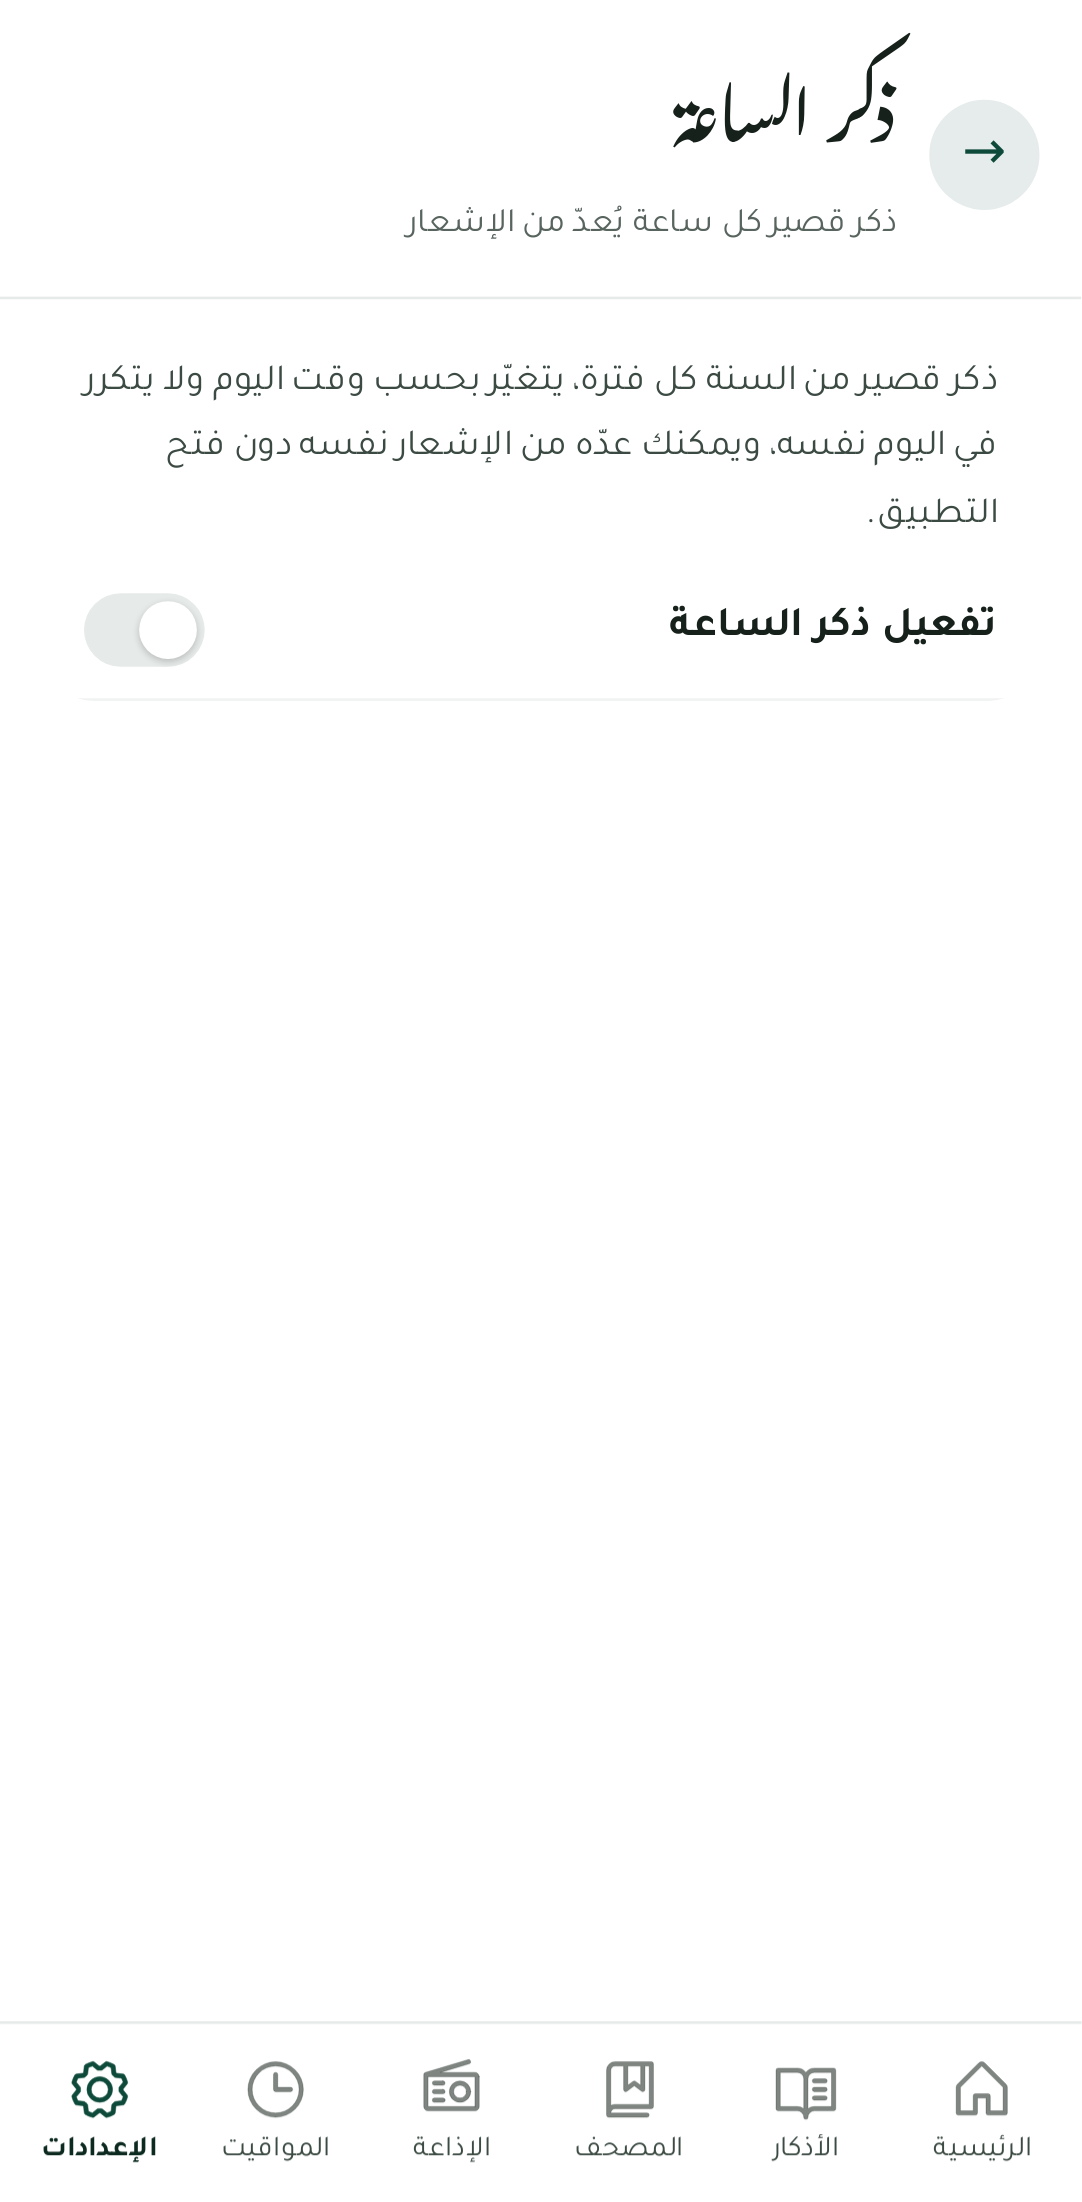 ذكر الساعة
ذكر قصير كل ساعة يُعدّ من الإشعار
ذكر قصير من السنة كل فترة، يتغيّر بحسب وقت اليوم ولا يتكرر
في اليوم نفسه، ويمكنك عدّه من الإشعار نفسه دون فتح
التطبيق.
تفعيل ذكر الساعة
الرئيسية
الأذكار
المصحف
الإذاعة
المواقيت
الإعدادات